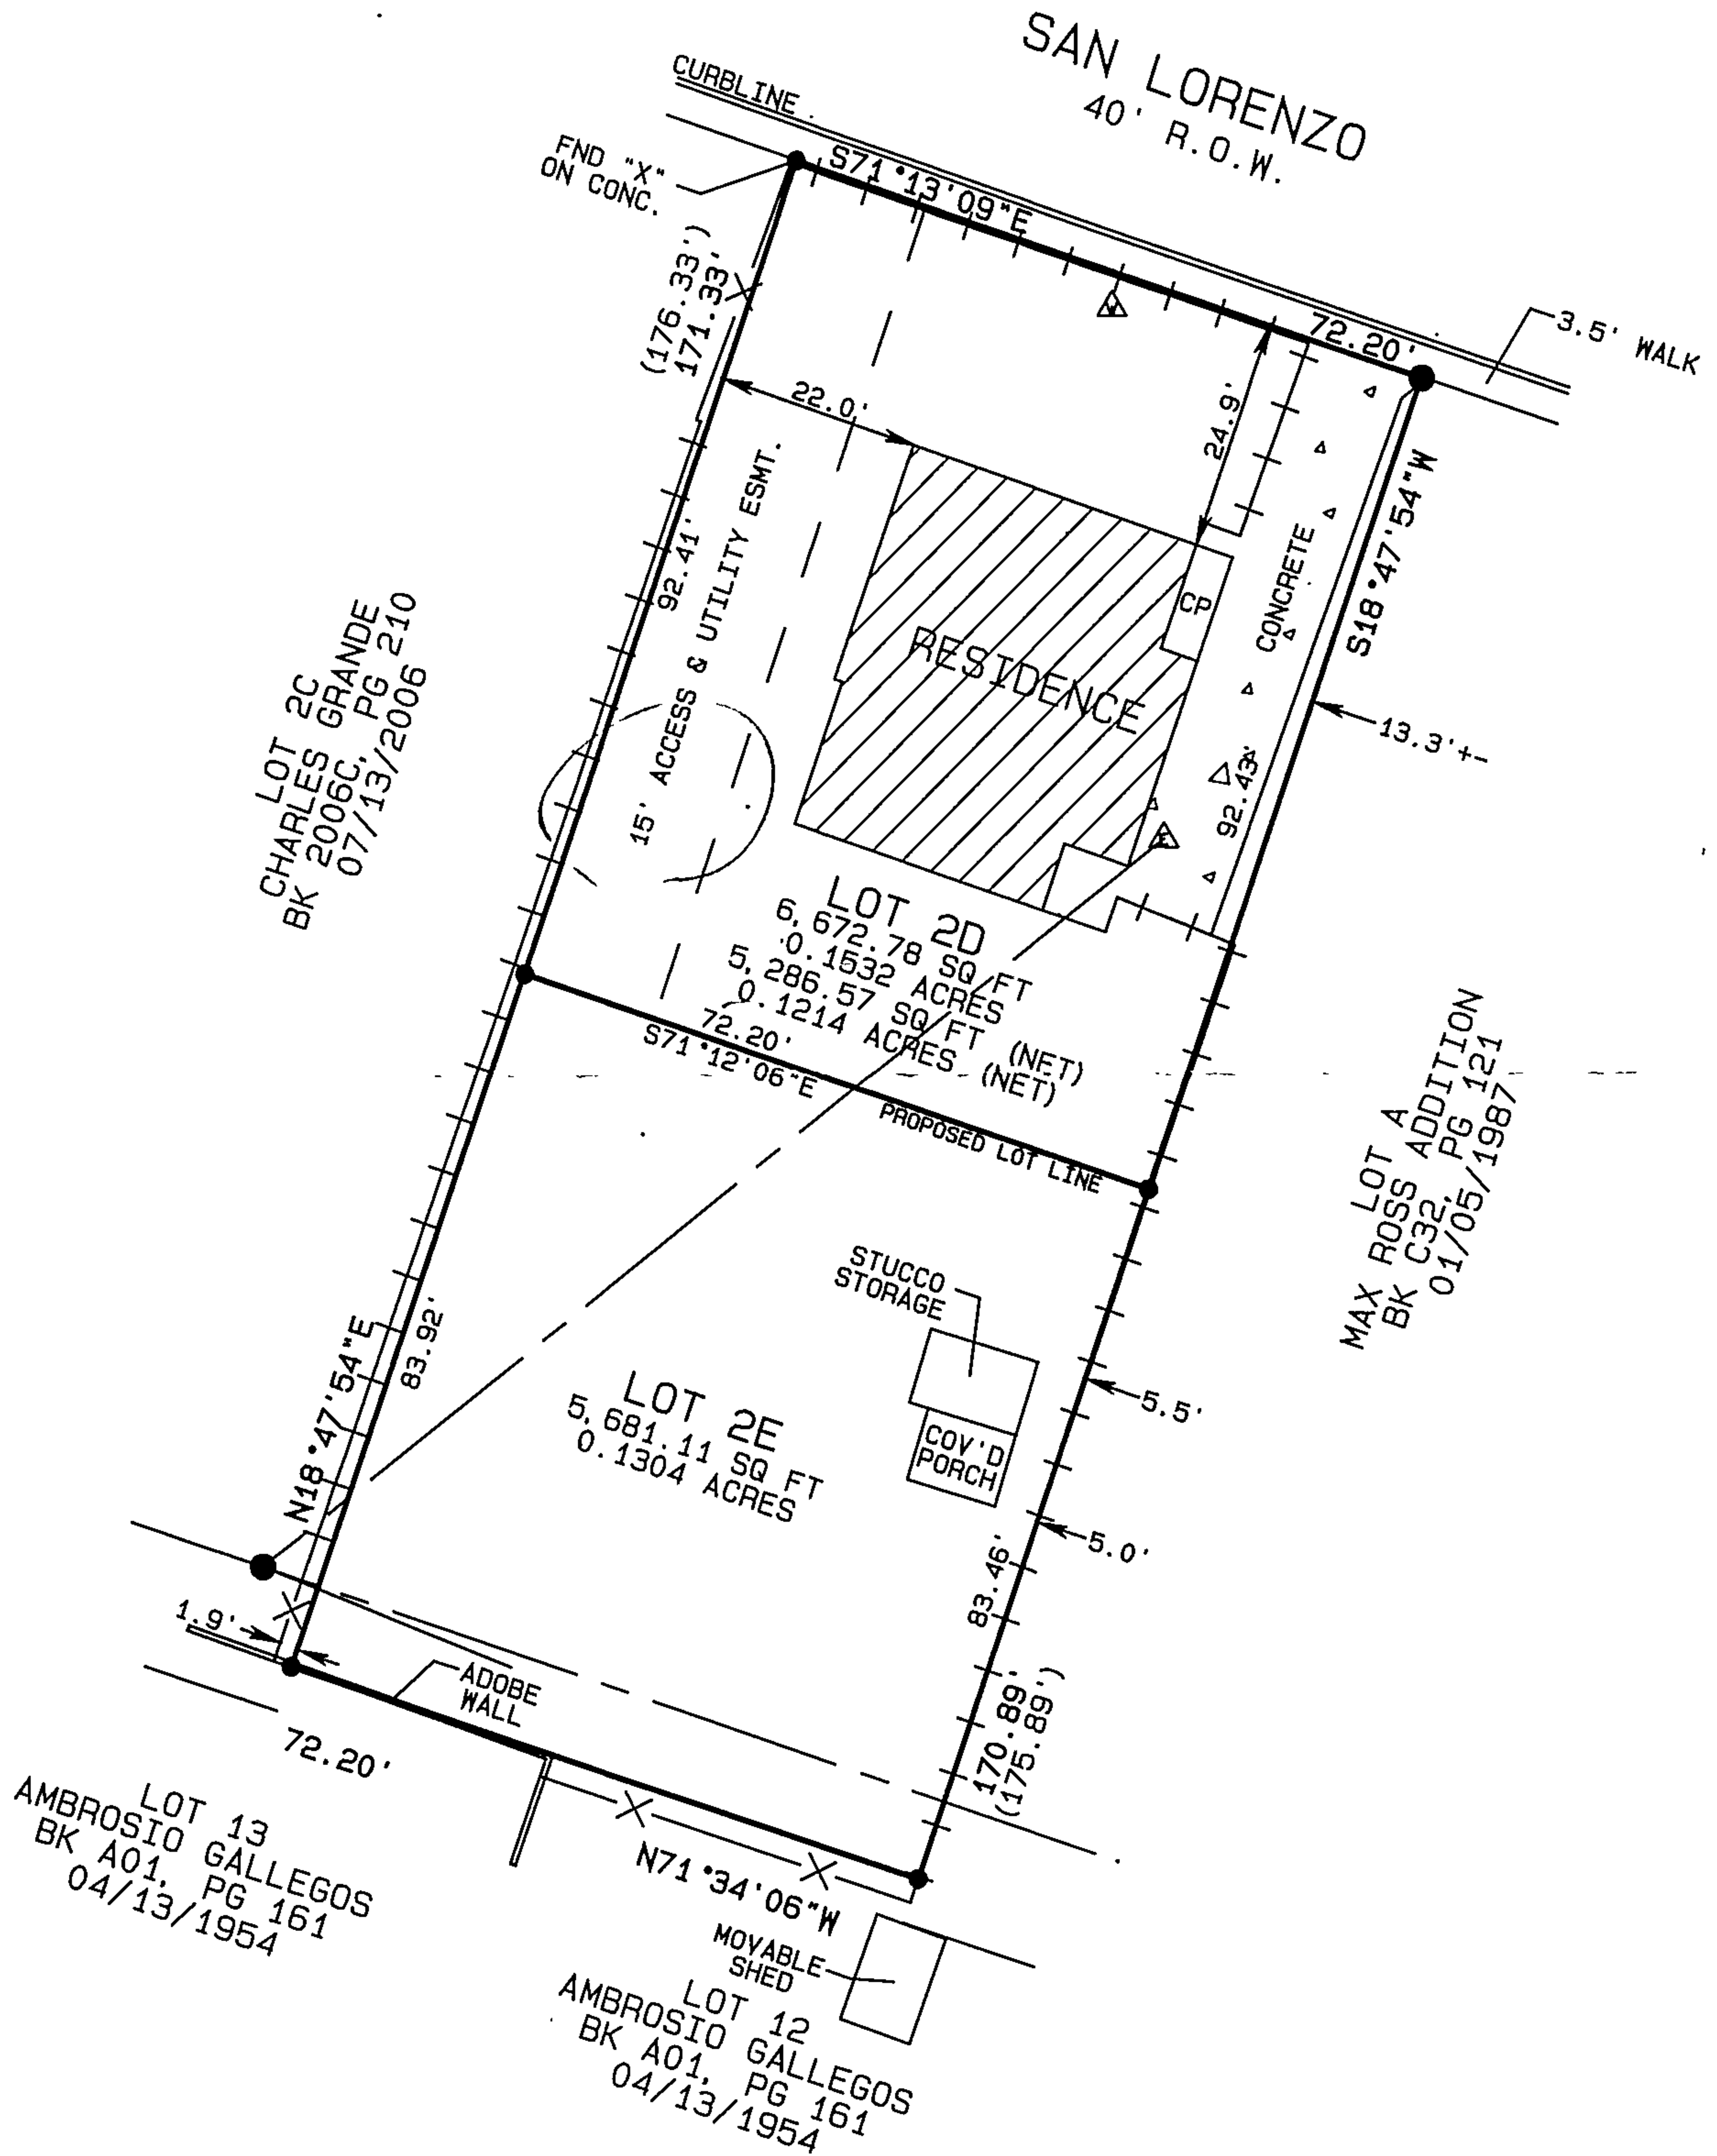 SAN LORENZO
40' R.O.W.
CURBLINE
FND "X"
ON CONC.
S71°13'09"E
72.20'
3.5' WALK
(176.33')
171.33'
22.0'
24.9'
S18°47'54"W
15' ACCESS & UTILITY ESMT.
92.41'
CP
CONCRETE
RESIDENCE
13.3'+-
92.43'
W
E
LOT 2C
CHARLES GRANDE
BK 2006C, PG 210
07/13/2006
LOT 2D
6,672.78 SQ/FT
0.1532 ACRES
5,286.57 SQ FT (NET)
0.1214 ACRES (NET)
72.20'
S71°12'06"E
PROPOSED LOT LINE
LOT A
MAX ROSS ADDITION
BK C32, PG 121
01/05/1987
STUCCO
STORAGE
COV'D
PORCH
5.5'
5.0'
83.92'
N18°47'54"E
LOT 2E
5,681.11 SQ FT
0.1304 ACRES
83.46'
170.89'
(175.89')
1.9'
ADOBE
WALL
72.20'
N71°34'06"W
LOT 13
AMBROSIO GALLEGOS
BK A01, PG 161
04/13/1954
MOVABLE
SHED
LOT 12
AMBROSIO GALLEGOS
BK A01, PG 161
04/13/1954